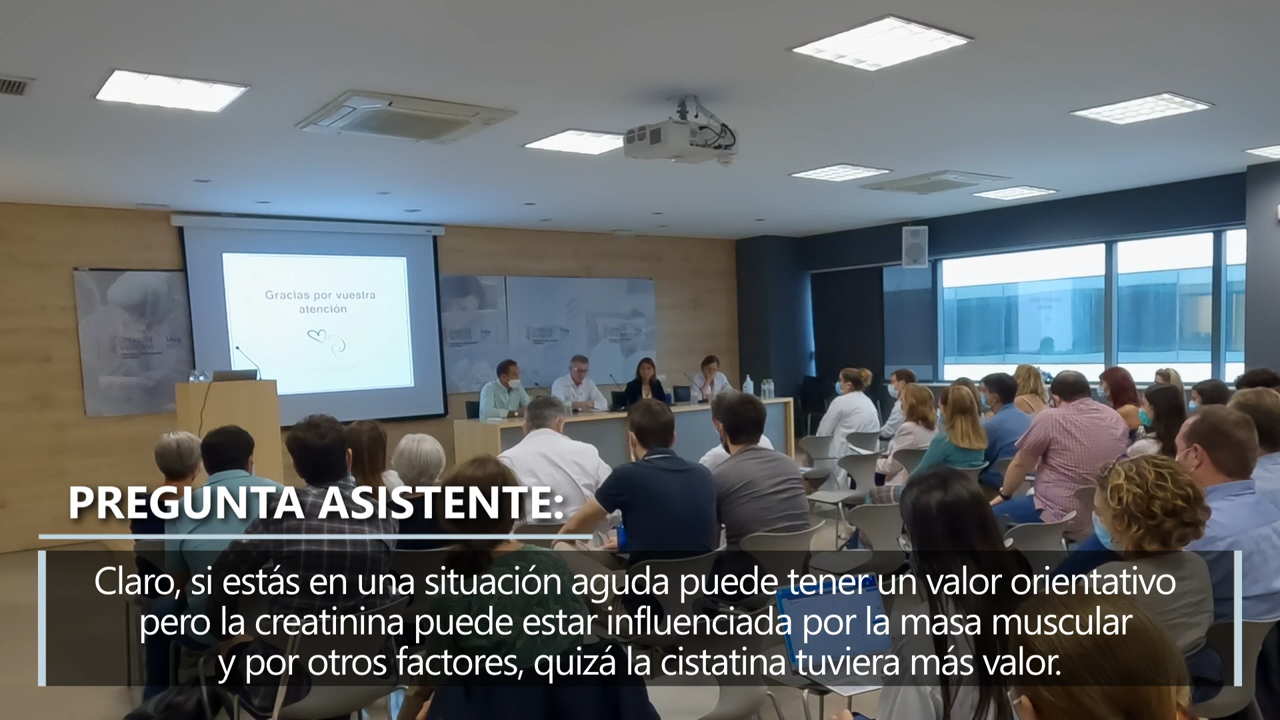 Gracias por vuestra
atención
PREGUNTA ASISTENTE:
Claro, si estás en una situación aguda puede tener un valor orientativo
pero la creatinina puede estar influenciada por la masa muscular
y por otros factores, quizá la cistatina tuviera más valor.